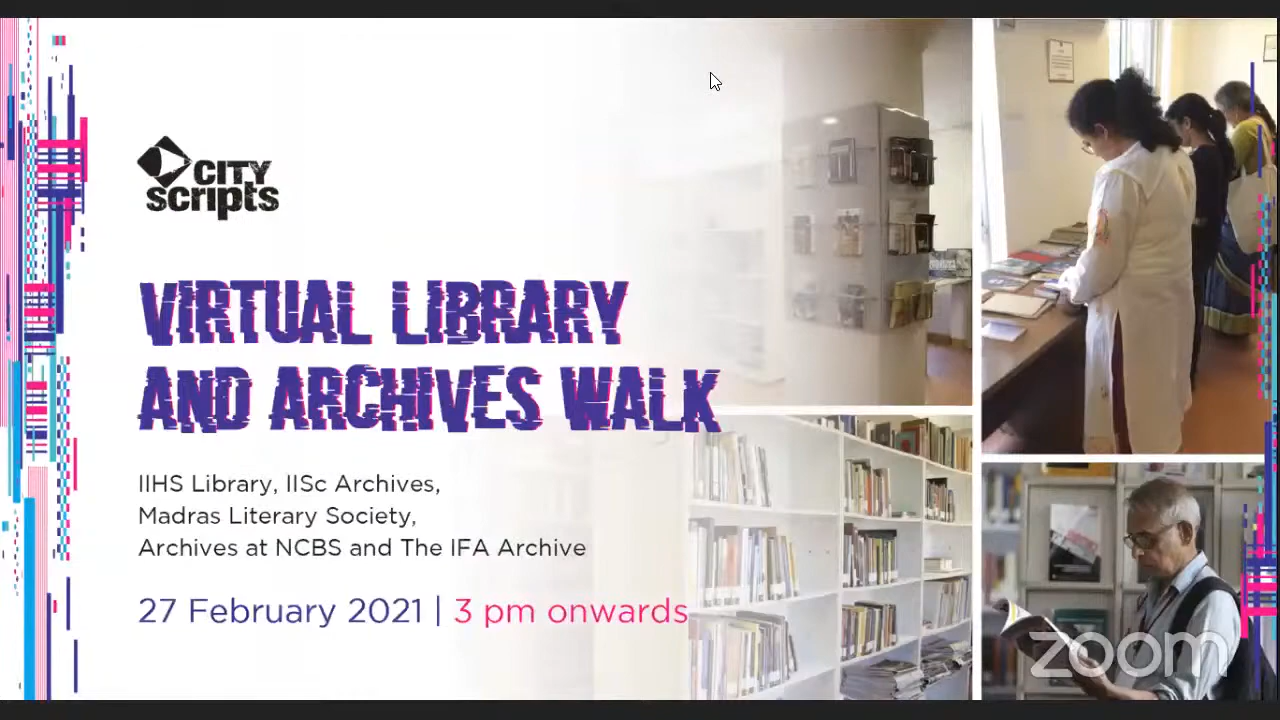 CITY
scripts
VIRTUAL LIBRARY
AND ARCHIVES WALK
IIHS Library, IISc Archives,
Madras Literary Society,
Archives at NCBS and The IFA Archive
27 February 2021 | 3 pm onwards
zoom